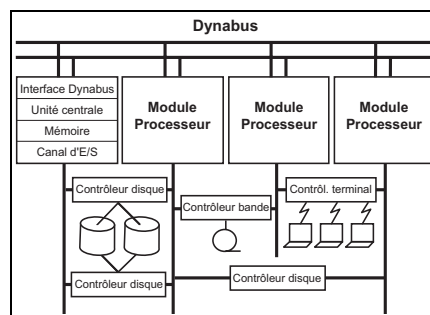 Dynabus
Interface Dynabus
Unité centrale
Mémoire
Canal d'E/S
Module
Processeur
Module
Processeur
Module
Processeur
Contrôleur disque
Contrôl. terminal
Contrôleur bande
Contrôleur disque
Contrôleur disque